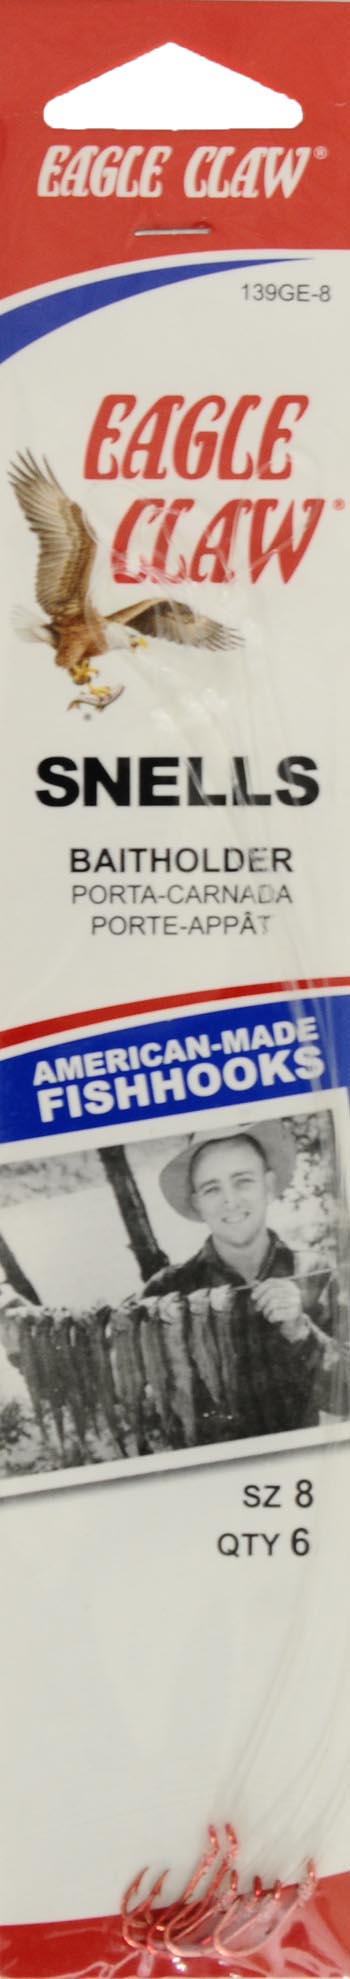 EAGLE CLAW®
139GE-8
EAGLE
CLAW®
®
SNELLS
BAITHOLDER
PORTA-CARNADA
PORTE-APPÂT
AMERICAN-MADE
FISHHOOKS
SZ 8
QTY 6